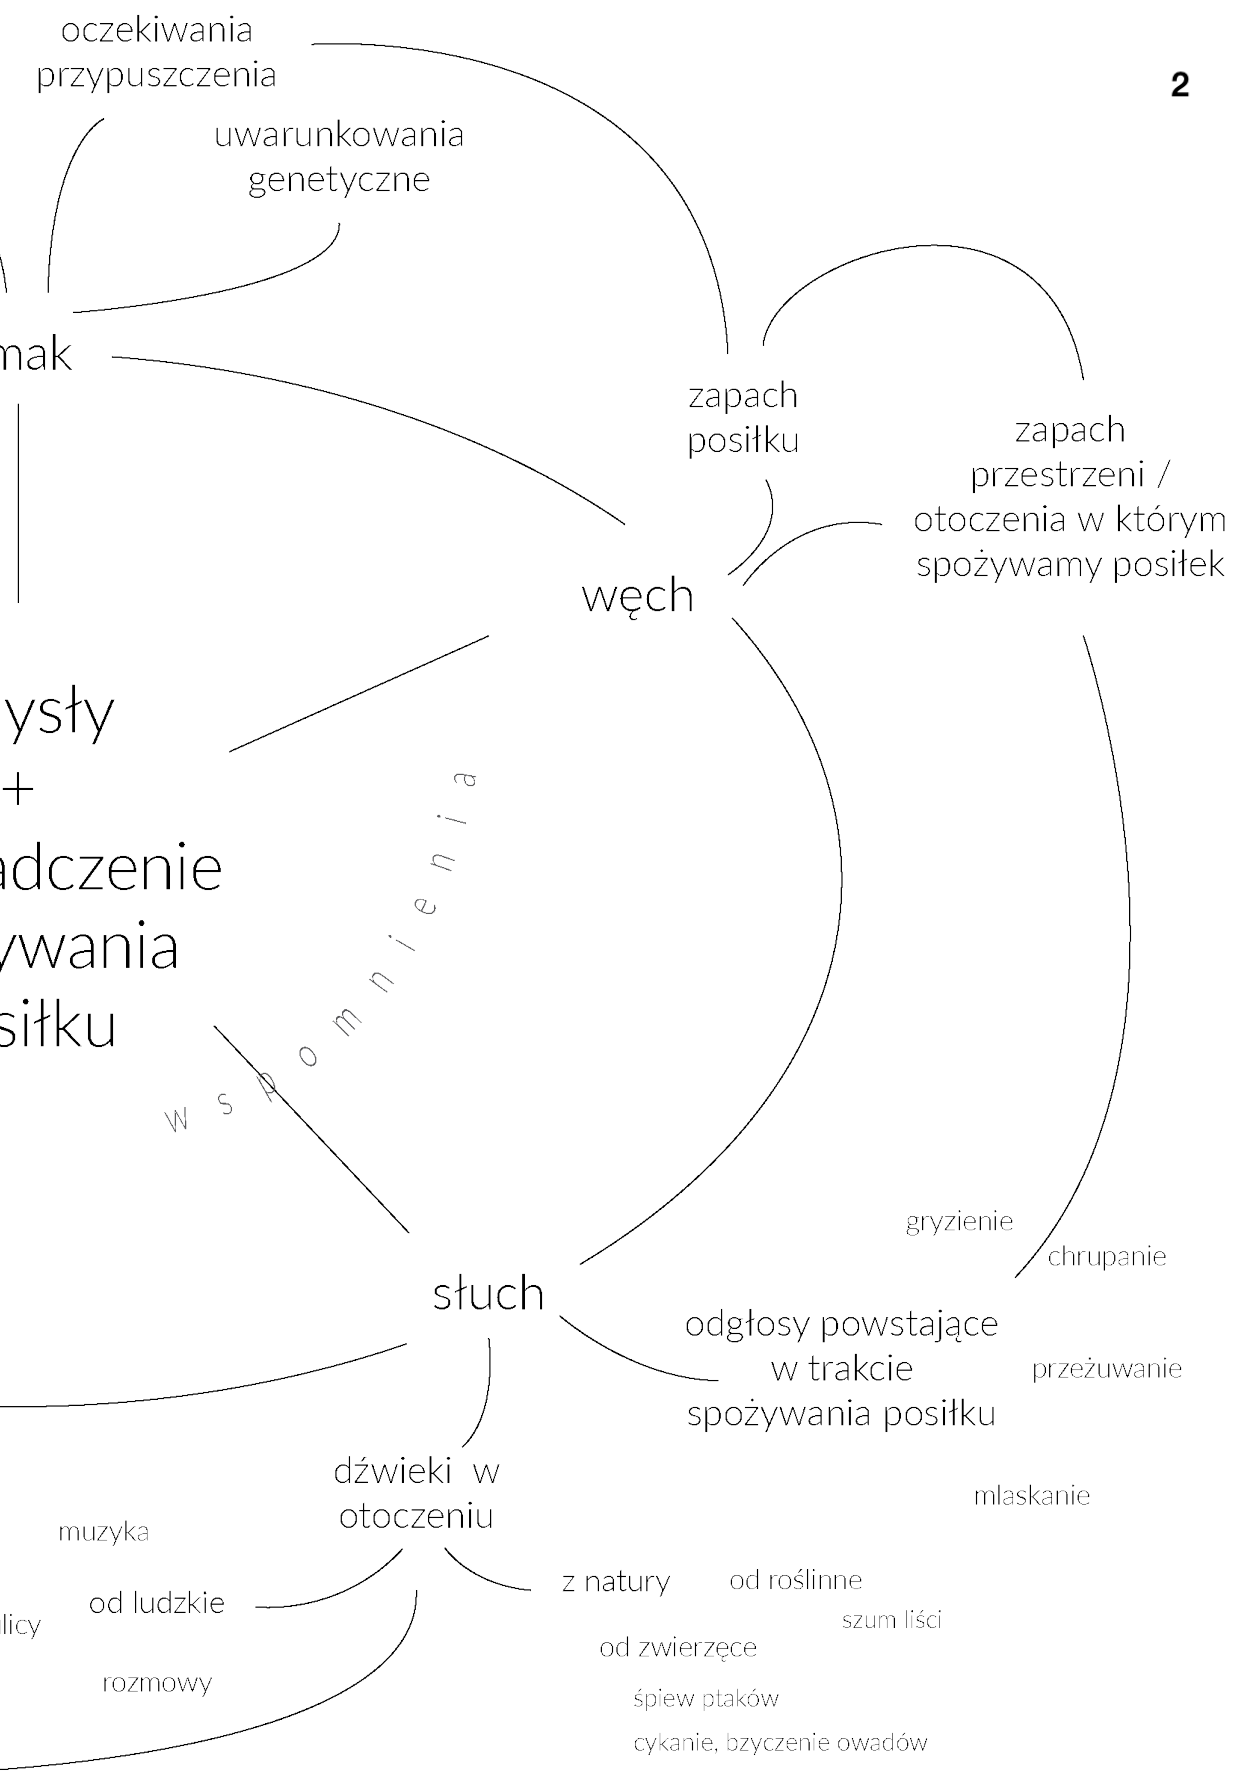 oczekiwania
przypuszczenia
2
uwarunkowania
genetyczne
mak
zapach
posiłku
zapach
przestrzeni /
otoczenia w którym
spożywamy posiłek
węch
ysły
+
adczenie
ywania
siłku
wspomnienia
gryzienie
chrupanie
słuch
odgłosy powstające
w trakcie
spożywania posiłku
przeżuwanie
mlaskanie
dźwieki w
otoczeniu
muzyka
od ludzkie
licy
rozmowy
z natury
od roślinne
szum liści
od zwierzęce
śpiew ptaków
cykanie, bzyczenie owadów